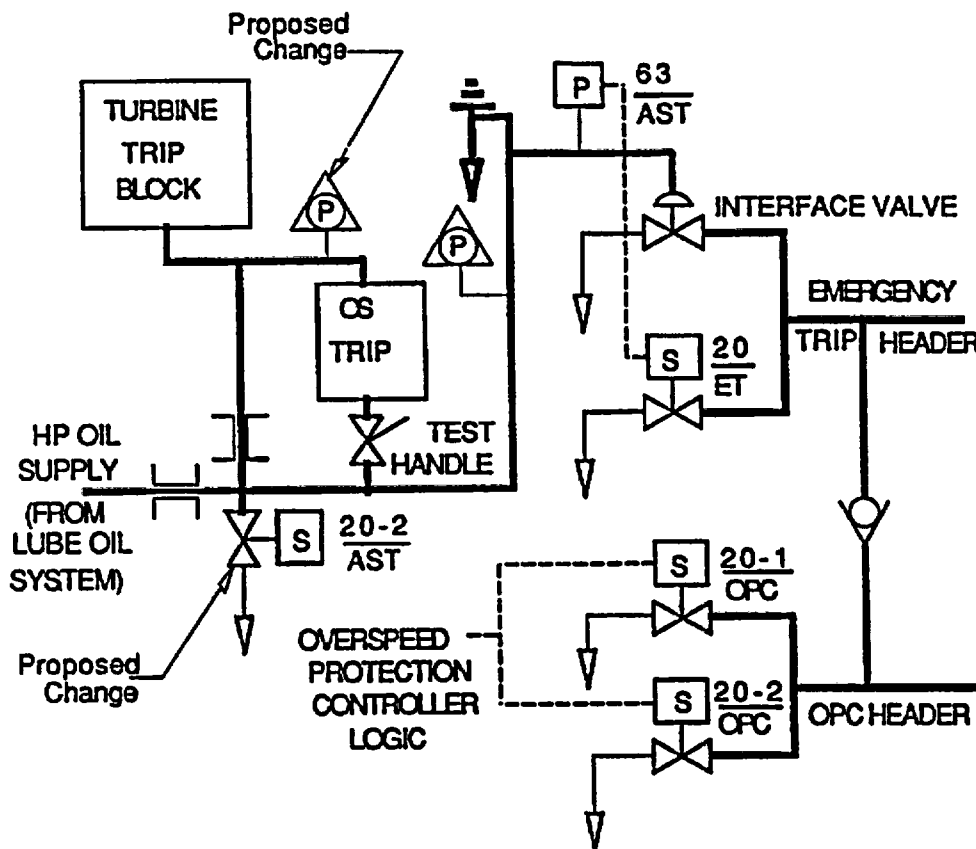 Proposed
Change
TURBINE
TRIP
BLOCK
P
P
P
63
AST
INTERFACE VALVE
OS
TRIP
TEST
HANDLE
S
20
ET
EMERGENCY
TRIP HEADER
HP OIL
SUPPLY
(FROM
LUBE OIL
SYSTEM)
S
20-2
AST
Proposed
Change
OVERSPEED
PROTECTION
CONTROLLER
LOGIC
S
20-1
OPC
S
20-2
OPC
OPC HEADER